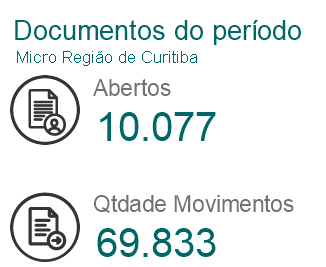 Documentos do período
Micro Região de Curitiba
Abertos
10.077
Qtdade Movimentos
69.833